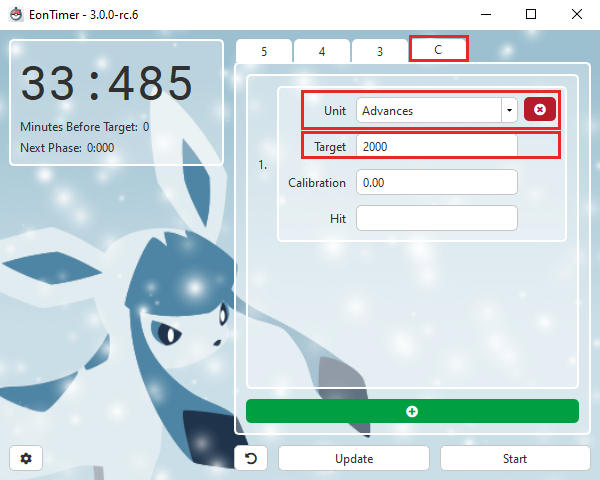 EonTimer - 3.0.0-rc.6
33:485
Minutes Before Target: 0
Next Phase: 0:000
5 4 3 C
1.
Unit Advances
Target 2000
Calibration 0.00
Hit
Update Start